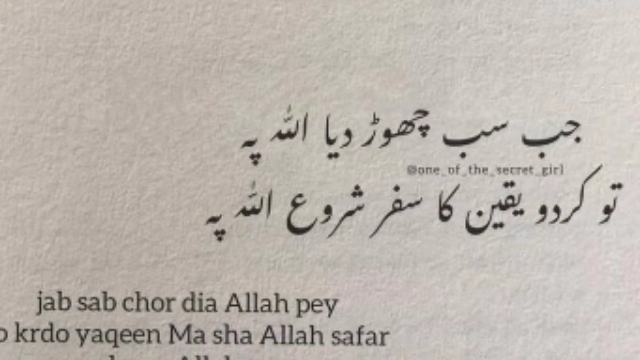 جب سب چھوڑ دیا اللہ پہ
@one_of_the_secret_girl
تو کردو یقین کا سفر شروع اللہ پہ
jab sab chor dia Allah pey
krdo yaqeen Ma sha Allah safar